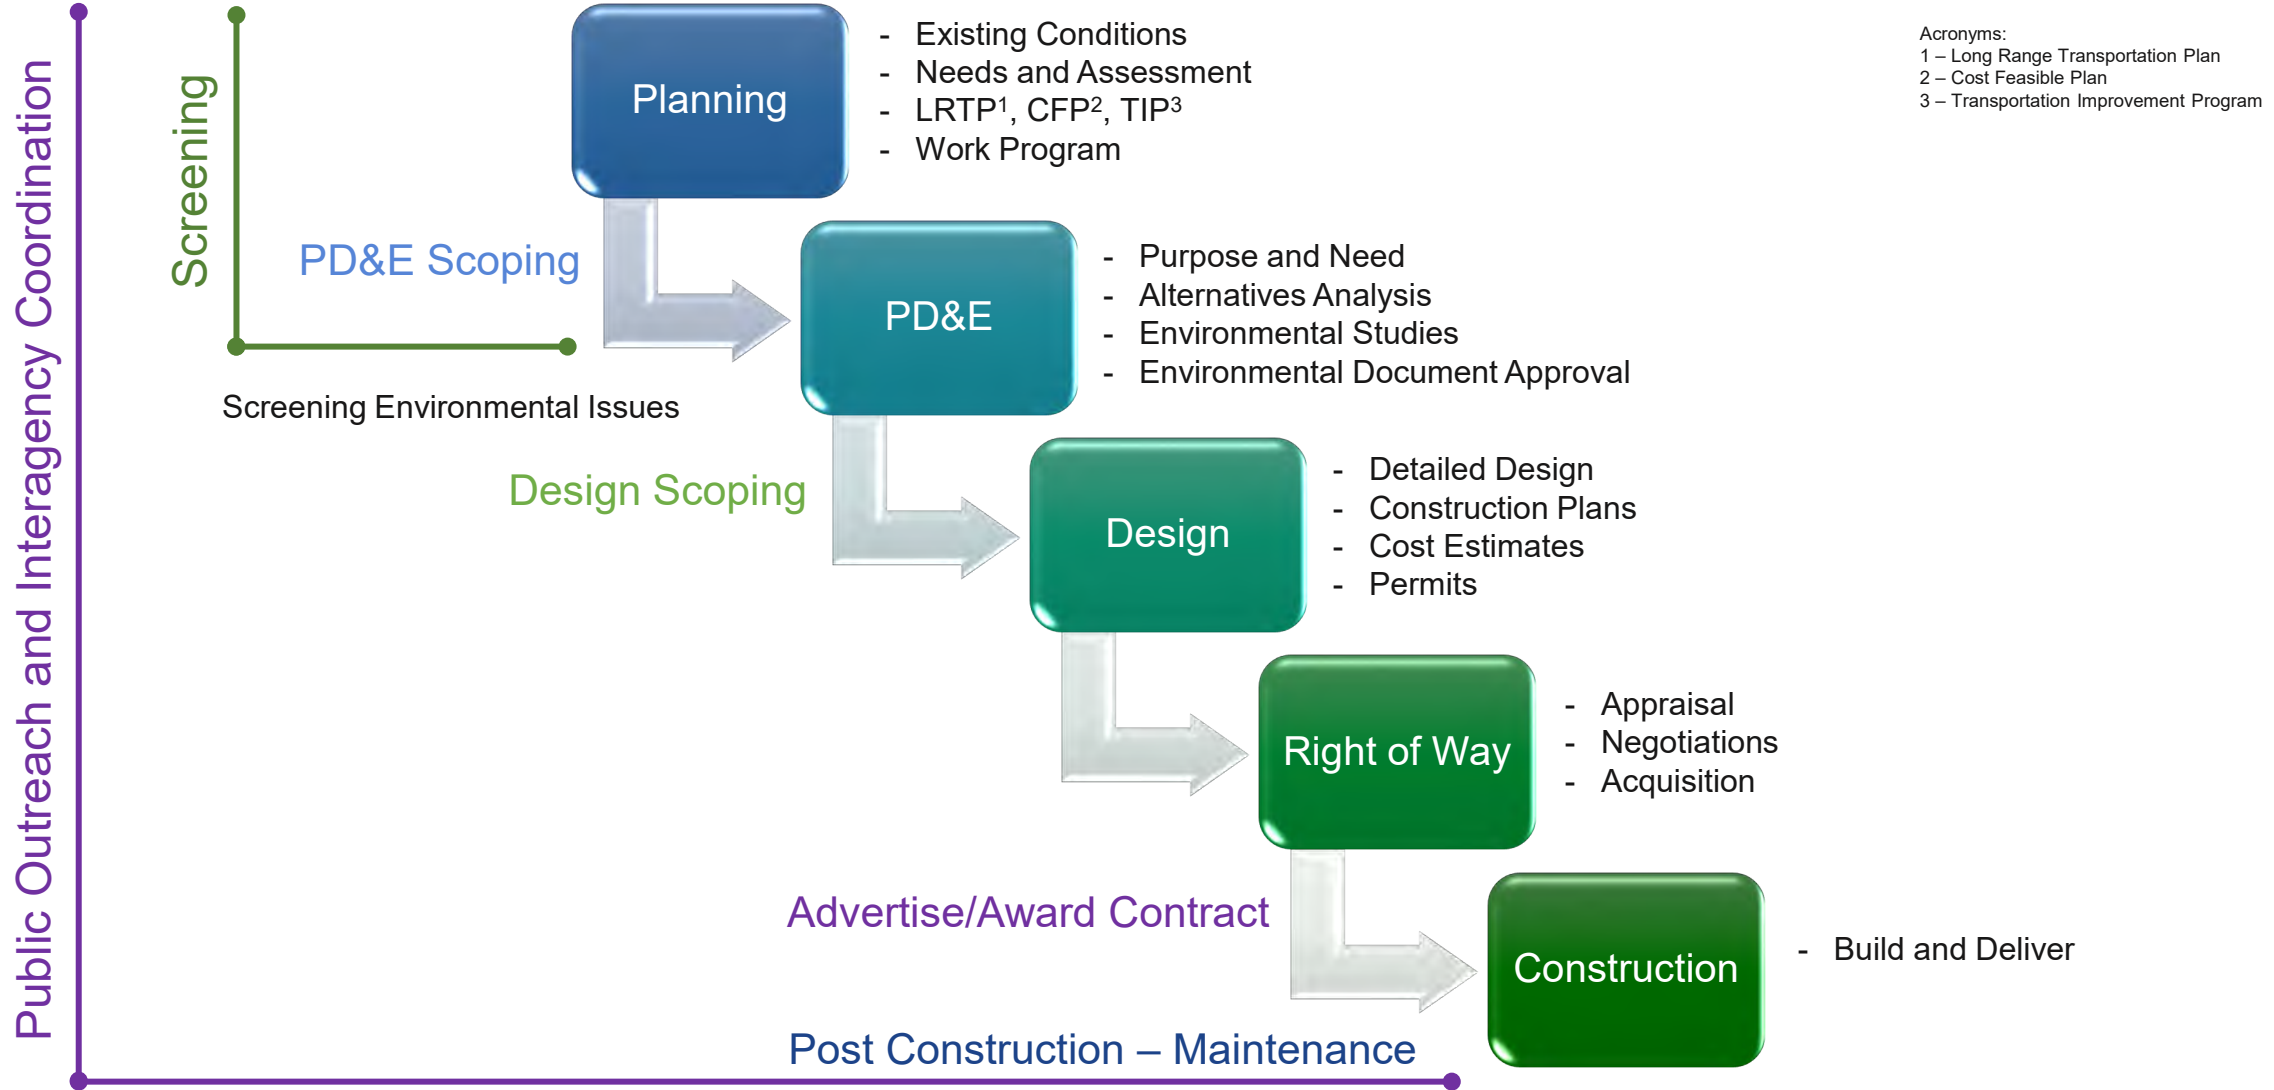 Public Outreach and Interagency Coordination
Screening
Planning
- Existing Conditions
- Needs and Assessment
- LRTP¹, CFP², TIP³
- Work Program
Acronyms:
1 – Long Range Transportation Plan
2 – Cost Feasible Plan
3 – Transportation Improvement Program
PD&E Scoping
PD&E
- Purpose and Need
- Alternatives Analysis
- Environmental Studies
- Environmental Document Approval
Screening Environmental Issues
Design Scoping
Design
- Detailed Design
- Construction Plans
- Cost Estimates
- Permits
Right of Way
- Appraisal
- Negotiations
- Acquisition
Advertise/Award Contract
Construction
- Build and Deliver
Post Construction – Maintenance